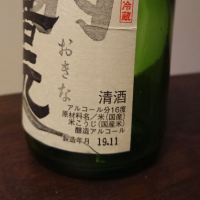 冷蔵
おきな
清酒
アルコール分16度
原材料名／米（国産）
米こうじ（国産米）
醸造アルコール
製造年月 19.11